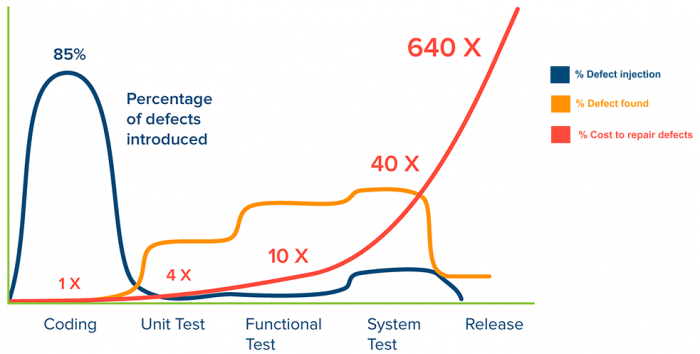 85%
Percentage
of defects
introduced
640 X
40 X
10 X
4 X
1 X
% Defect injection
% Defect found
% Cost to repair defects
Coding
Unit Test
Functional
Test
System
Test
Release